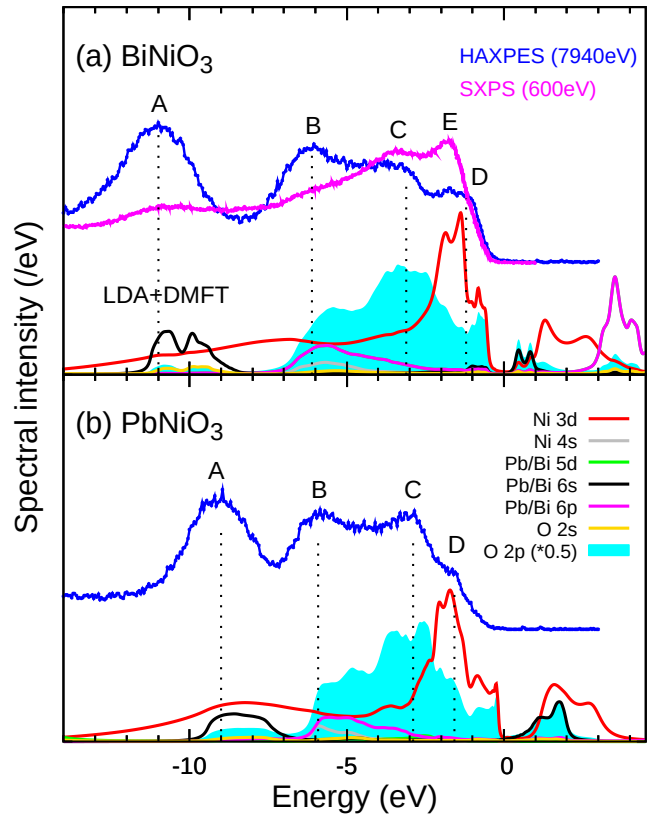 (a) BiNiO3
HAXPES (7940eV)
SXPS (600eV)
A
B
C
E
D
LDA+DMFT
Spectral intensity (/eV)
(b) PbNiO3
A
B
C
D
Ni 3d
Ni 4s
Pb/Bi 5d
Pb/Bi 6s
Pb/Bi 6p
O 2s
O 2p (*0.5)
-10 -5 0
Energy (eV)